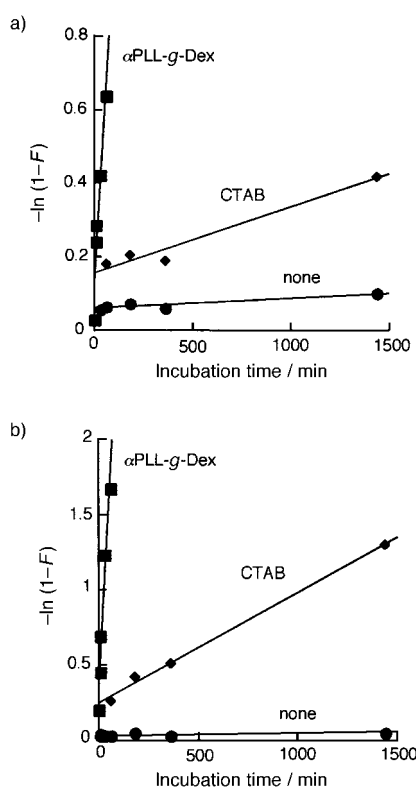 a)
0.8
αPLL-g-Dex
0.6
−ln (1−F)
0.4
CTAB
0.2
none
0
0 500 1000 1500
Incubation time / min
b)
2
αPLL-g-Dex
1.5
−ln (1−F)
CTAB
1
0.5
none
0
0 500 1000 1500
Incubation time / min